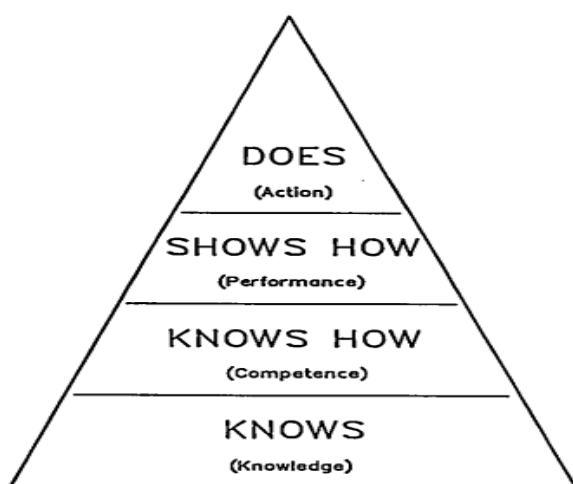 DOES
(Action)
SHOWS HOW
(Performance)
KNOWS HOW
(Competence)
KNOWS
(Knowledge)